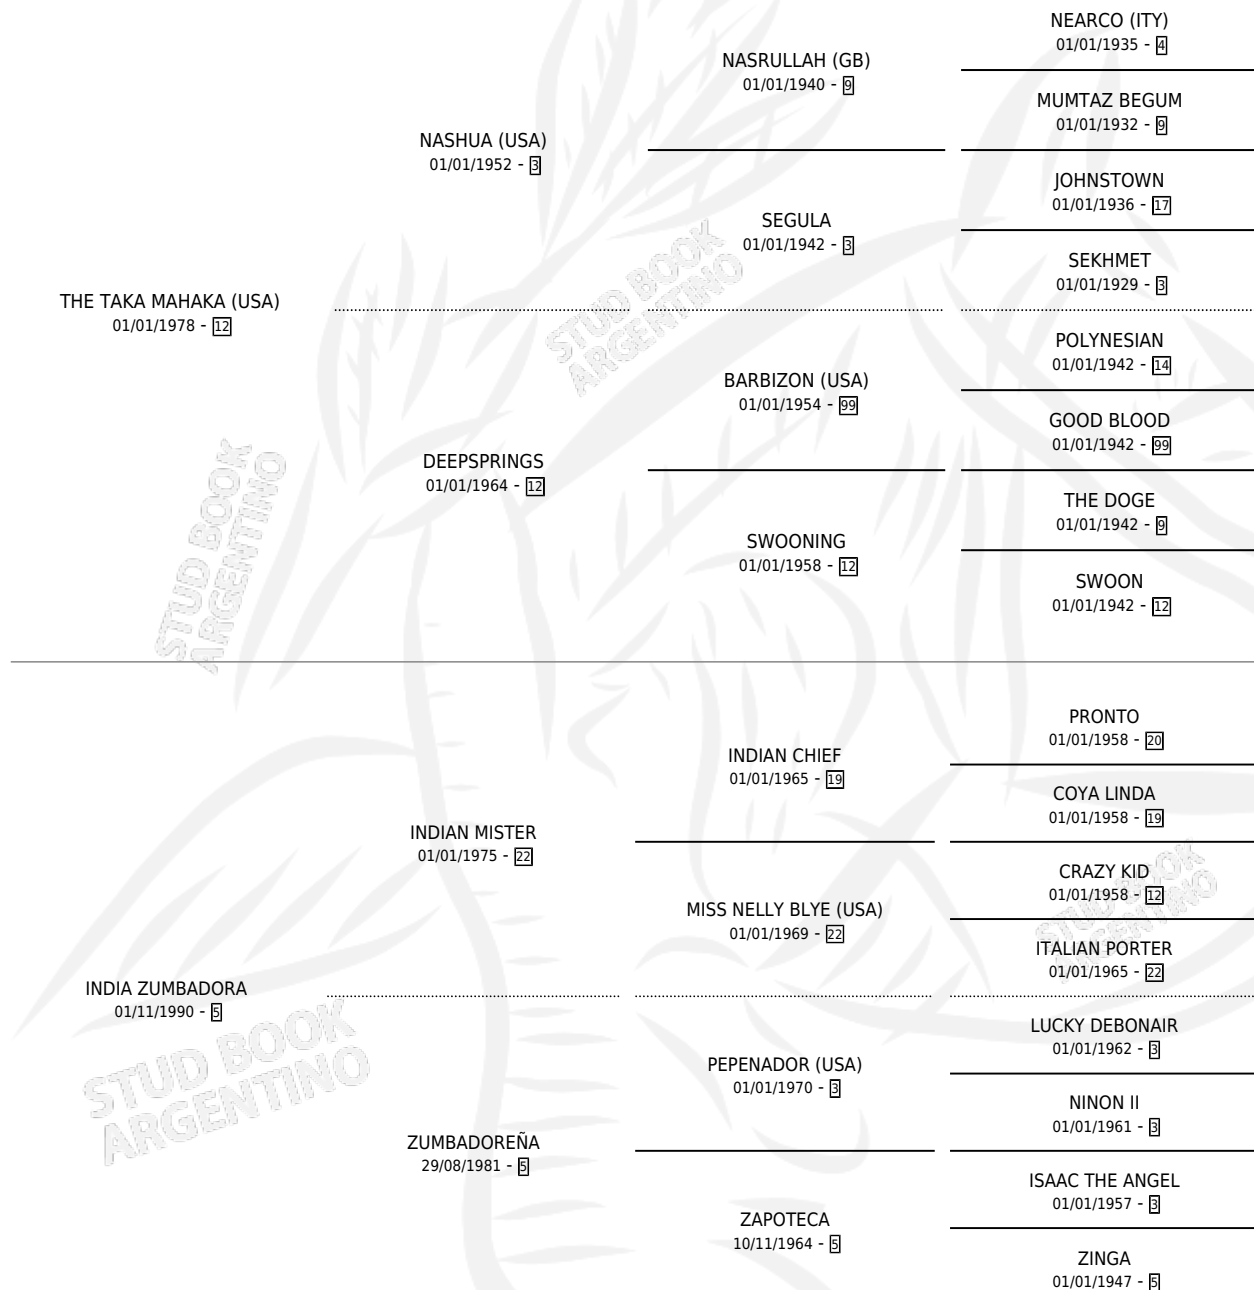 NEARCO (ITY)
01/01/1935 - 4
NASRULLAH (GB)
01/01/1940 - 9
MUMTAZ BEGUM
01/01/1932 - 9
NASHUA (USA)
01/01/1952 - 3
JOHNSTOWN
01/01/1936 - 17
SEGULA
01/01/1942 - 3
SEKHMET
01/01/1929 - 3
THE TAKA MAHAKA (USA)
01/01/1978 - 12
STUD BOOK
ARGENTINO
POLYNESIAN
01/01/1942 - 14
BARBIZON (USA)
01/01/1954 - 99
GOOD BLOOD
01/01/1942 - 99
DEEPSPRINGS
01/01/1964 - 12
THE DOGE
01/01/1942 - 9
SWOONING
01/01/1958 - 12
SWOON
01/01/1942 - 12
STUD BOOK
ARGENTINO
PRONTO
01/01/1958 - 20
INDIAN CHIEF
01/01/1965 - 19
COYA LINDA
01/01/1958 - 19
INDIAN MISTER
01/01/1975 - 22
CRAZY KID
01/01/1958 - 12
STUD BOOK
ARGENTINO
MISS NELLY BLYE (USA)
01/01/1969 - 22
ITALIAN PORTER
01/01/1965 - 22
INDIA ZUMBADORA
01/11/1990 - 5
STUD BOOK
ARGENTINO
LUCKY DEBONAIR
01/01/1962 - 3
PEPENADOR (USA)
01/01/1970 - 3
NINON II
01/01/1961 - 3
ZUMBADOREÑA
29/08/1981 - 5
ISAAC THE ANGEL
01/01/1957 - 3
ZAPOTECA
10/11/1964 - 5
ZINGA
01/01/1947 - 5